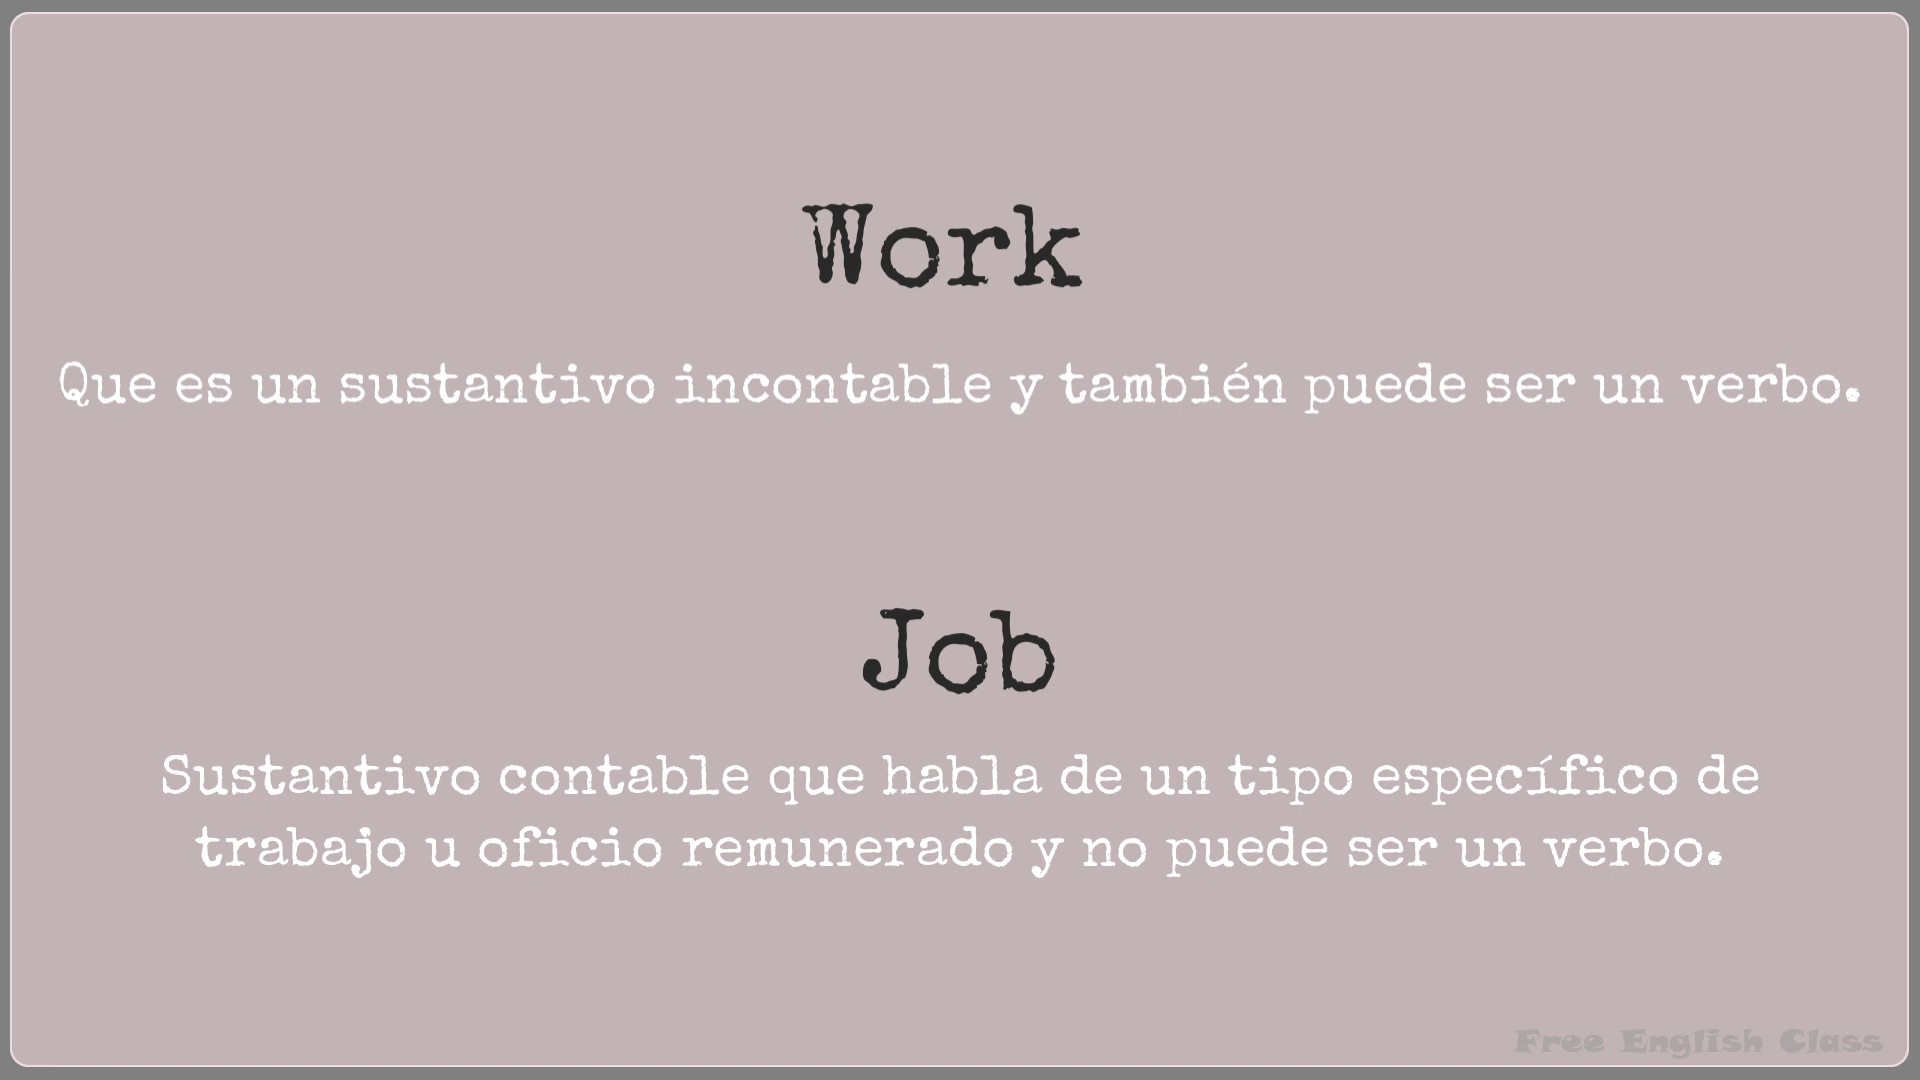 Work
Que es un sustantivo incontable y también puede ser un verbo.
Job
Sustantivo contable que habla de un tipo específico de
trabajo u oficio remunerado y no puede ser un verbo.
Free English Class